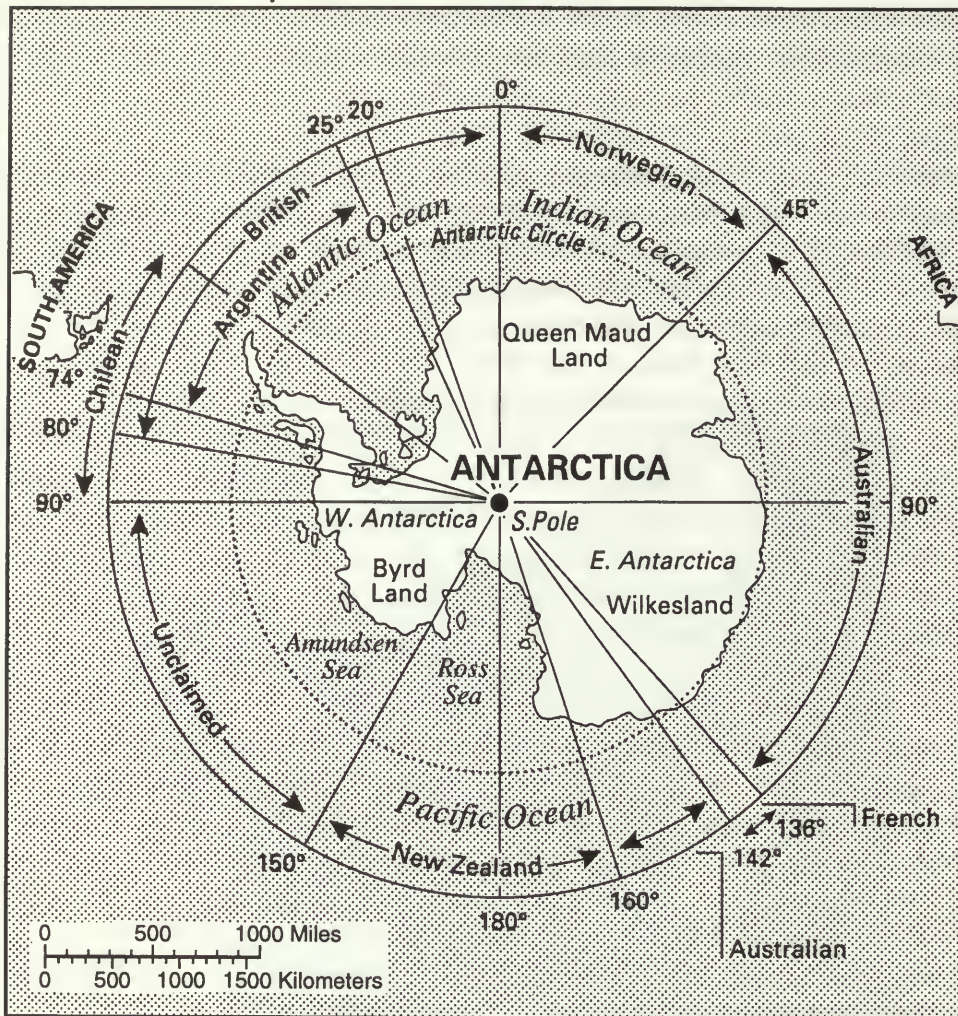 0°
20°
25°
Norwegian
British
Indian Ocean
Atlantic Ocean
Antarctic Circle
45°
Argentine
SOUTH AMERICA
AFRICA
Chilean
Queen Maud
Land
74°
80°
ANTARCTICA
Australian
90°
W. Antarctica
S.Pole
90°
E. Antarctica
Byrd
Land
Wilkesland
Amundsen
Sea
Ross
Sea
Unclaimed
Pacific Ocean
French
136°
New Zealand
142°
150°
160°
180°
0 500 1000 Miles
Australian
0 500 1000 1500 Kilometers